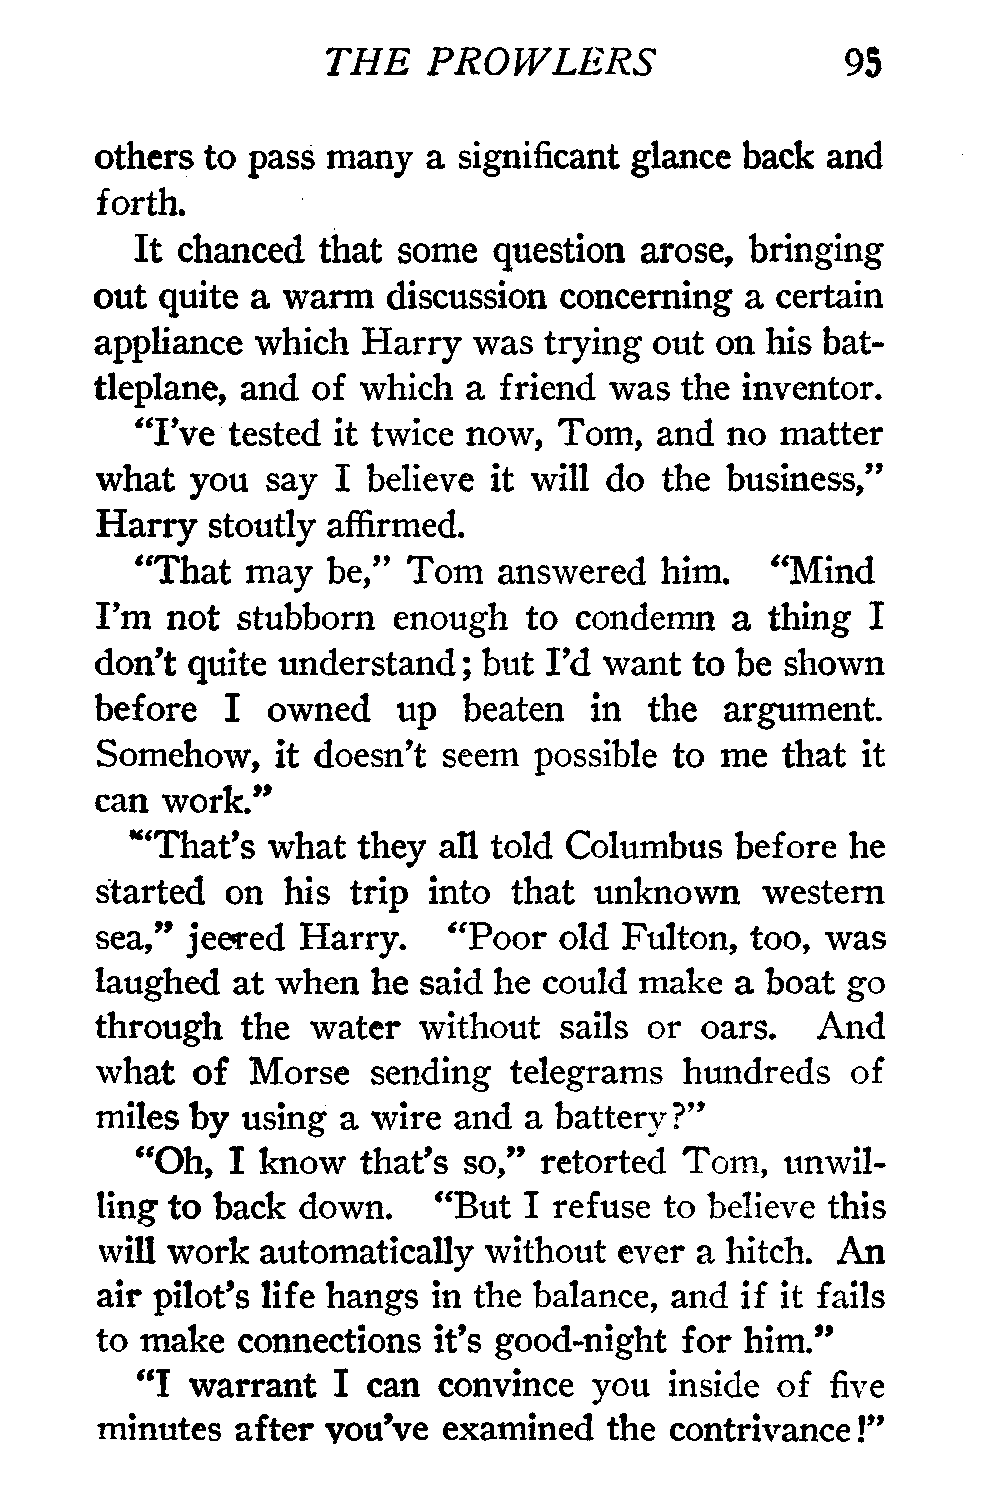 THE PROWLERS 95
others to pass many a significant glance back and
forth.
It chanced that some question arose, bringing
out quite a warm discussion concerning a certain
appliance which Harry was trying out on his bat-
tleplane, and of which a friend was the inventor.
“I’ve tested it twice now, Tom, and no matter
what you say I believe it will do the business,”
Harry stoutly affirmed.
“That may be,” Tom answered him. “Mind
I’m not stubborn enough to condemn a thing I
don’t quite understand; but I’d want to be shown
before I owned up beaten in the argument.
Somehow, it doesn’t seem possible to me that it
can work.”
“That’s what they all told Columbus before he
started on his trip into that unknown western
sea,” jeered Harry. “Poor old Fulton, too, was
laughed at when he said he could make a boat go
through the water without sails or oars. And
what of Morse sending telegrams hundreds of
miles by using a wire and a battery?”
“Oh, I know that’s so,” retorted Tom, unwil-
ling to back down. “But I refuse to believe this
will work automatically without ever a hitch. An
air pilot’s life hangs in the balance, and if it fails
to make connections it’s good-night for him.”
“I warrant I can convince you inside of five
minutes after you’ve examined the contrivance!”